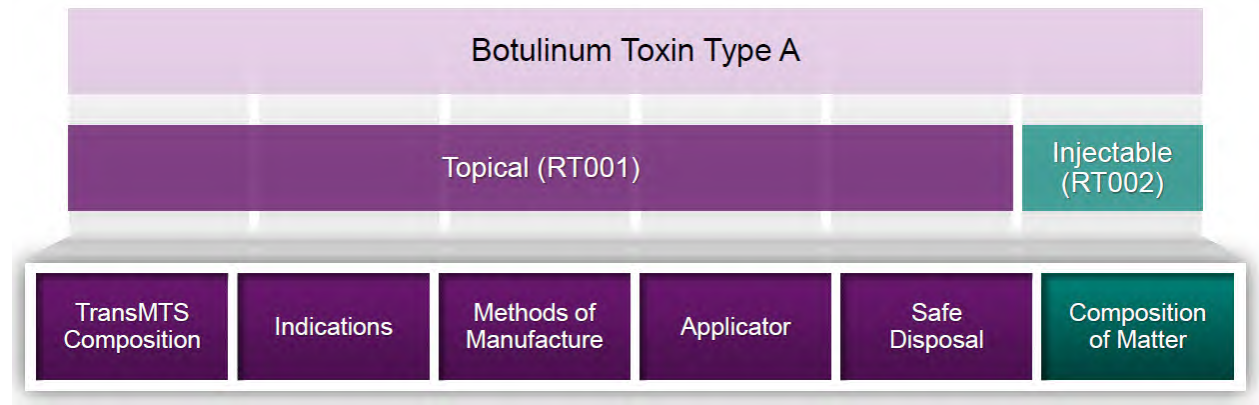 Botulinum Toxin Type A
Topical (RT001)
Injectable
(RT002)
TransMTS
Composition
Indications
Methods of
Manufacture
Applicator
Safe
Disposal
Composition
of Matter